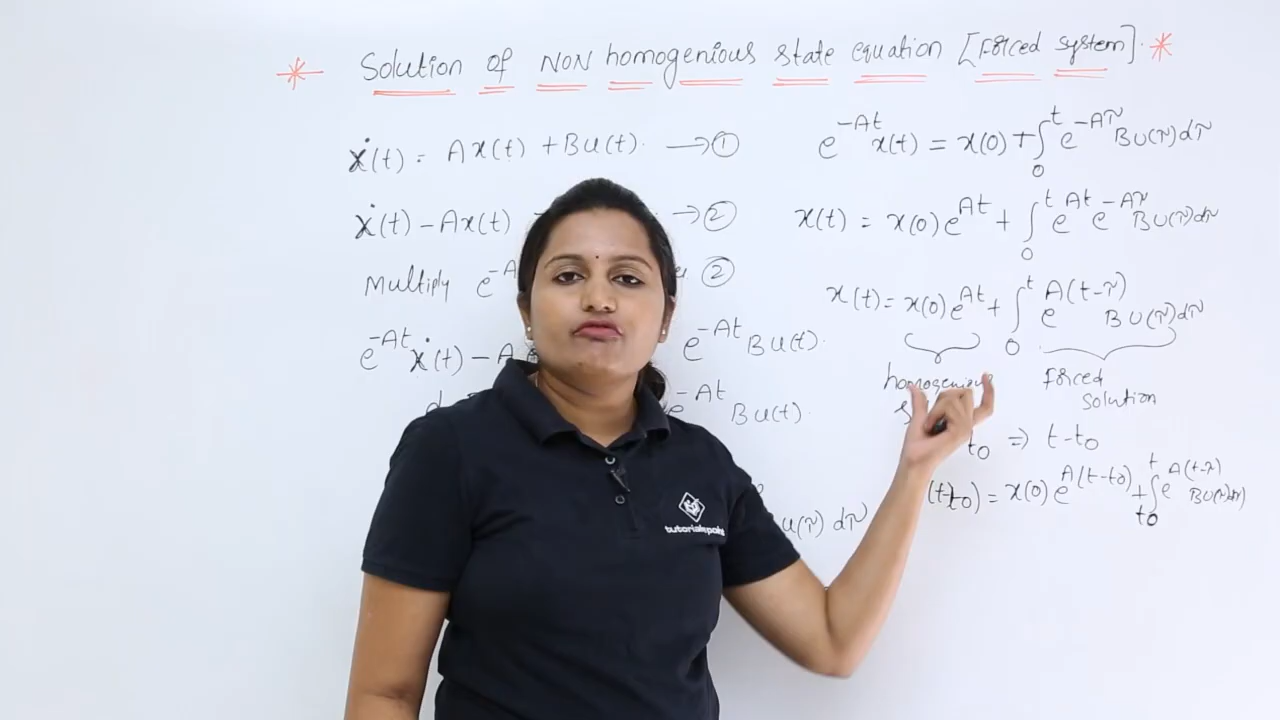 * Solution of NON homogenious state equation [Forced system]. *
ẋ(t) = Ax(t) + Bu(t). → ①
ẋ(t) - Ax(t) → ②
Multiply e^-A ②
e^-At ẋ(t) - A e^-At Bu(t).
d e^-At Bu(t).
u(τ) dτ
e^-At x(t) = x(0) + ∫₀ᵗ e^-Aτ Bu(τ)dτ
x(t) = x(0)e^At + ∫₀ᵗ e^At e^-Aτ Bu(τ)dτ
x(t) = x(0)e^At + ∫₀ᵗ e^A(t-τ) Bu(τ)dτ
homogenious forced
solution
t₀ ⇒ t-t₀
(t-t₀) = x(0) e^A(t-t₀) + ∫ₜ₀ᵗ e^A(t-τ) Bu(τ)dτ
tutorialspoint